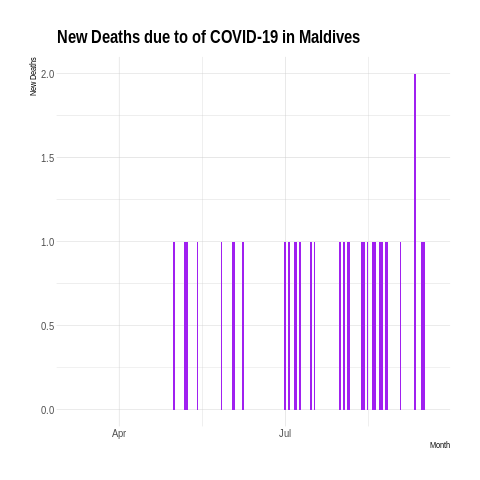 New Deaths due to of COVID-19 in Maldives
New Deaths
2.0
1.5
1.0
0.5
0.0
Apr
Jul
Month